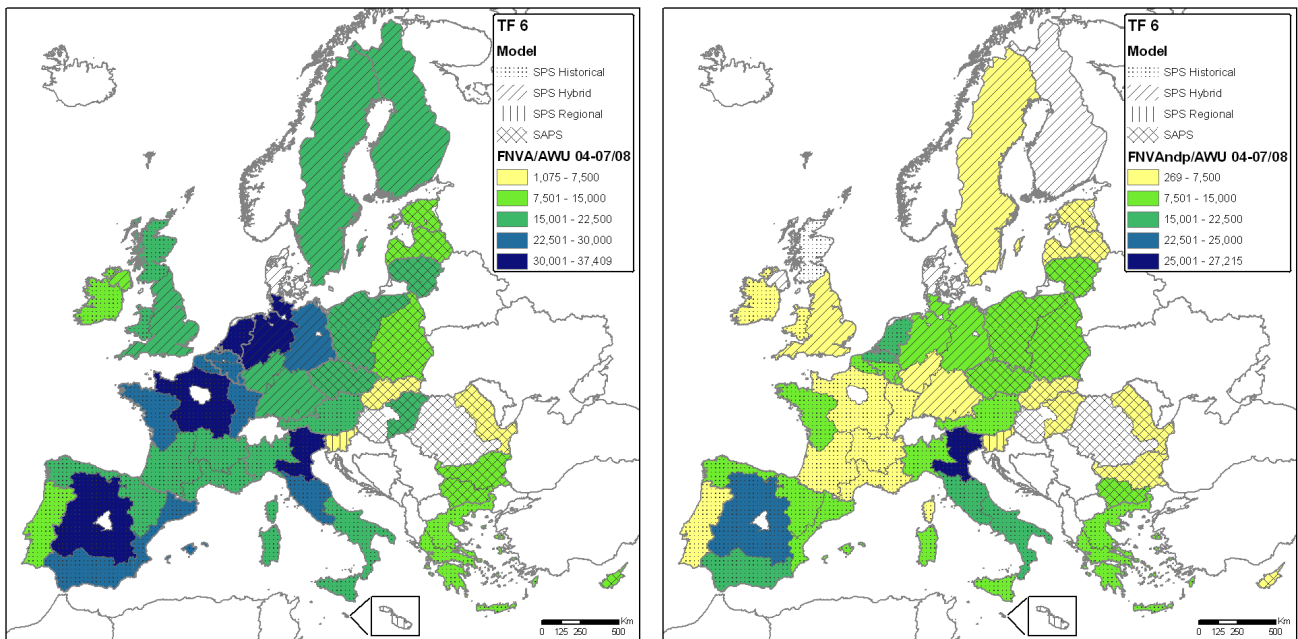 TF 6
Model
SPS Historical
SPS Hybrid
SPS Regional
SAPS
FNVA/AWU 04-07/08
1,075 - 7,500
7,501 - 15,000
15,001 - 22,500
22,501 - 30,000
30,001 - 37,409
Km
0 125 250 500
TF 6
Model
SPS Historical
SPS Hybrid
SPS Regional
SAPS
FNVAndp/AWU 04-07/08
269 - 7,500
7,501 - 15,000
15,001 - 22,500
22,501 - 25,000
25,001 - 27,215
Km
0 125 250 500